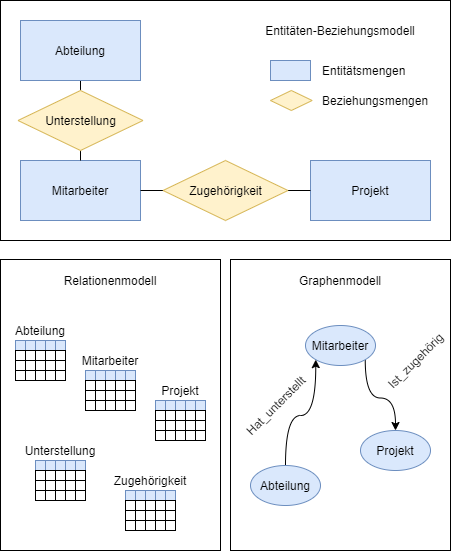 Entitäten-Beziehungsmodell
Abteilung
Entitätsmengen
Beziehungsmengen
Unterstellung
Mitarbeiter
Zugehörigkeit
Projekt
Relationenmodell
Abteilung
Mitarbeiter
Projekt
Unterstellung
Zugehörigkeit
Graphenmodell
Mitarbeiter
Ist_zugehörig
Hat_unterstellt
Projekt
Abteilung